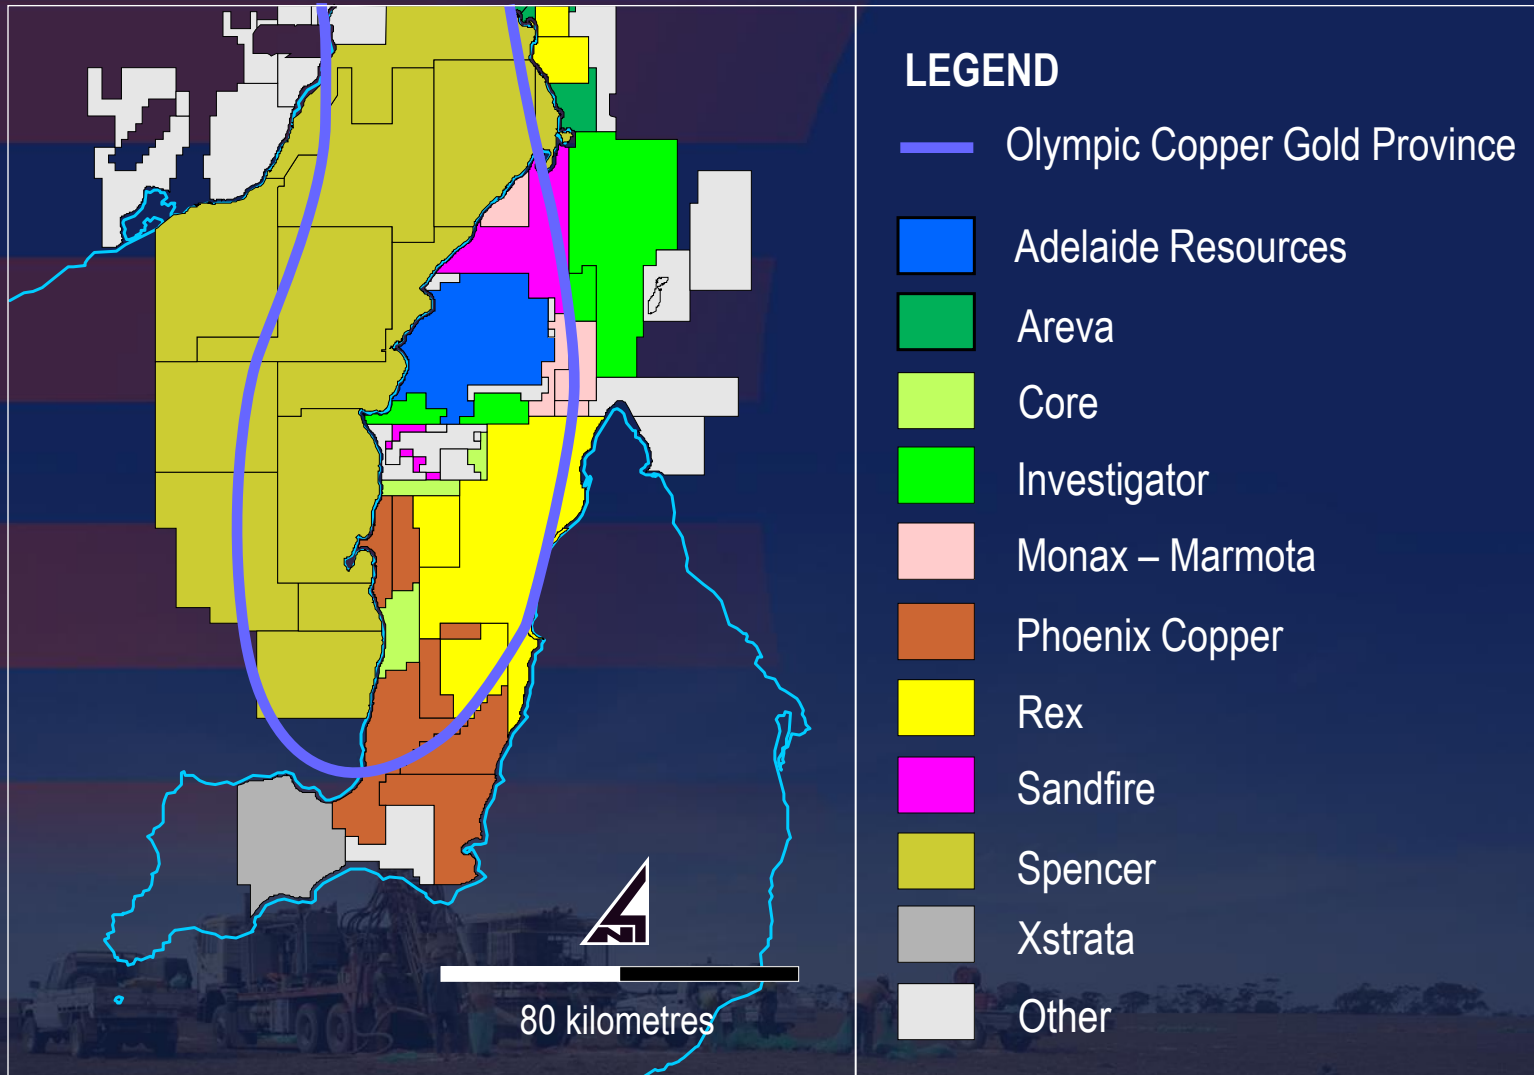 LEGEND
Olympic Copper Gold Province
Adelaide Resources
Areva
Core
Investigator
Monax – Marmota
Phoenix Copper
Rex
Sandfire
Spencer
Xstrata
Other
N
80 kilometres